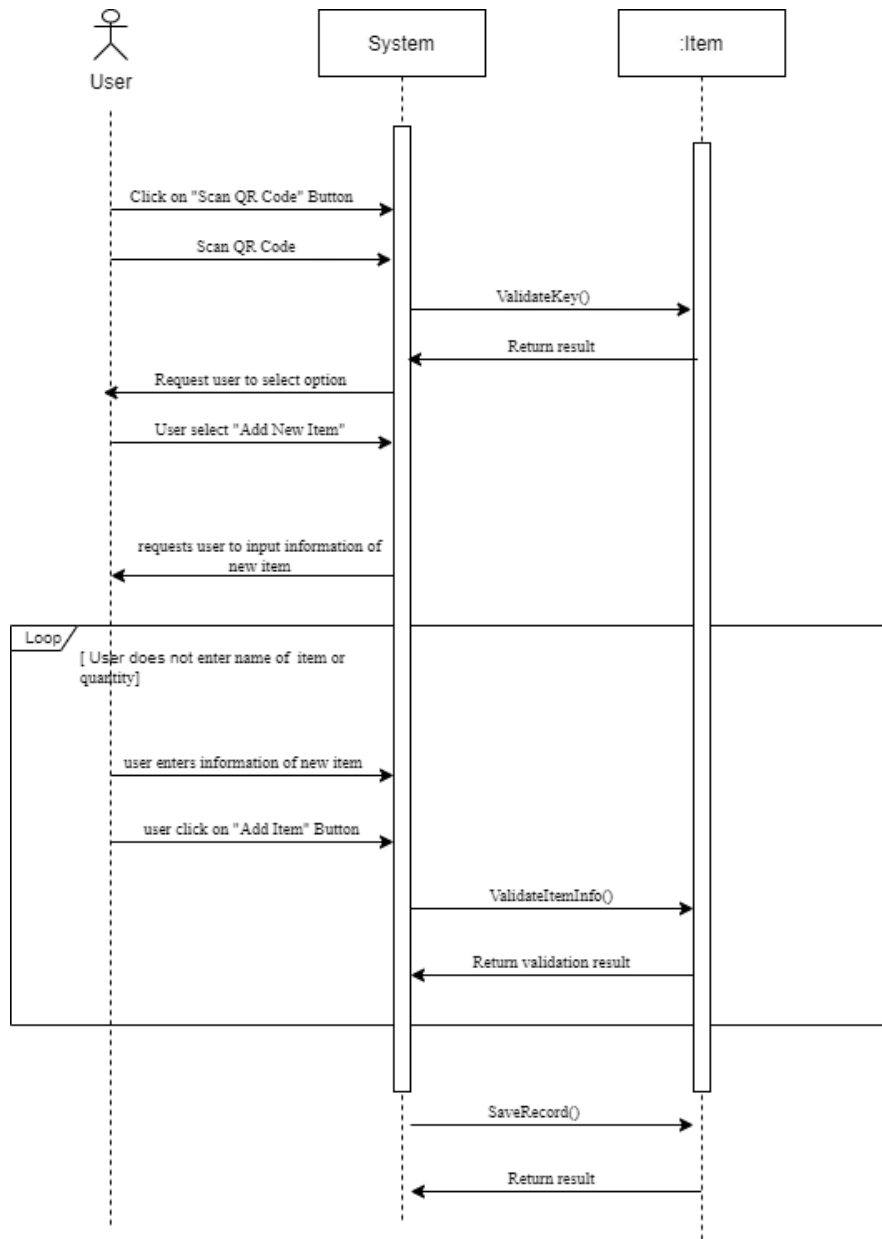 User
System
:Item
Click on "Scan QR Code" Button
Scan QR Code
ValidateKey()
Return result
Request user to select option
User select "Add New Item"
requests user to input information of
new item
Loop
[ User does not enter name of item or
quantity]
user enters information of new item
user click on "Add Item" Button
ValidateItemInfo()
Return validation result
SaveRecord()
Return result